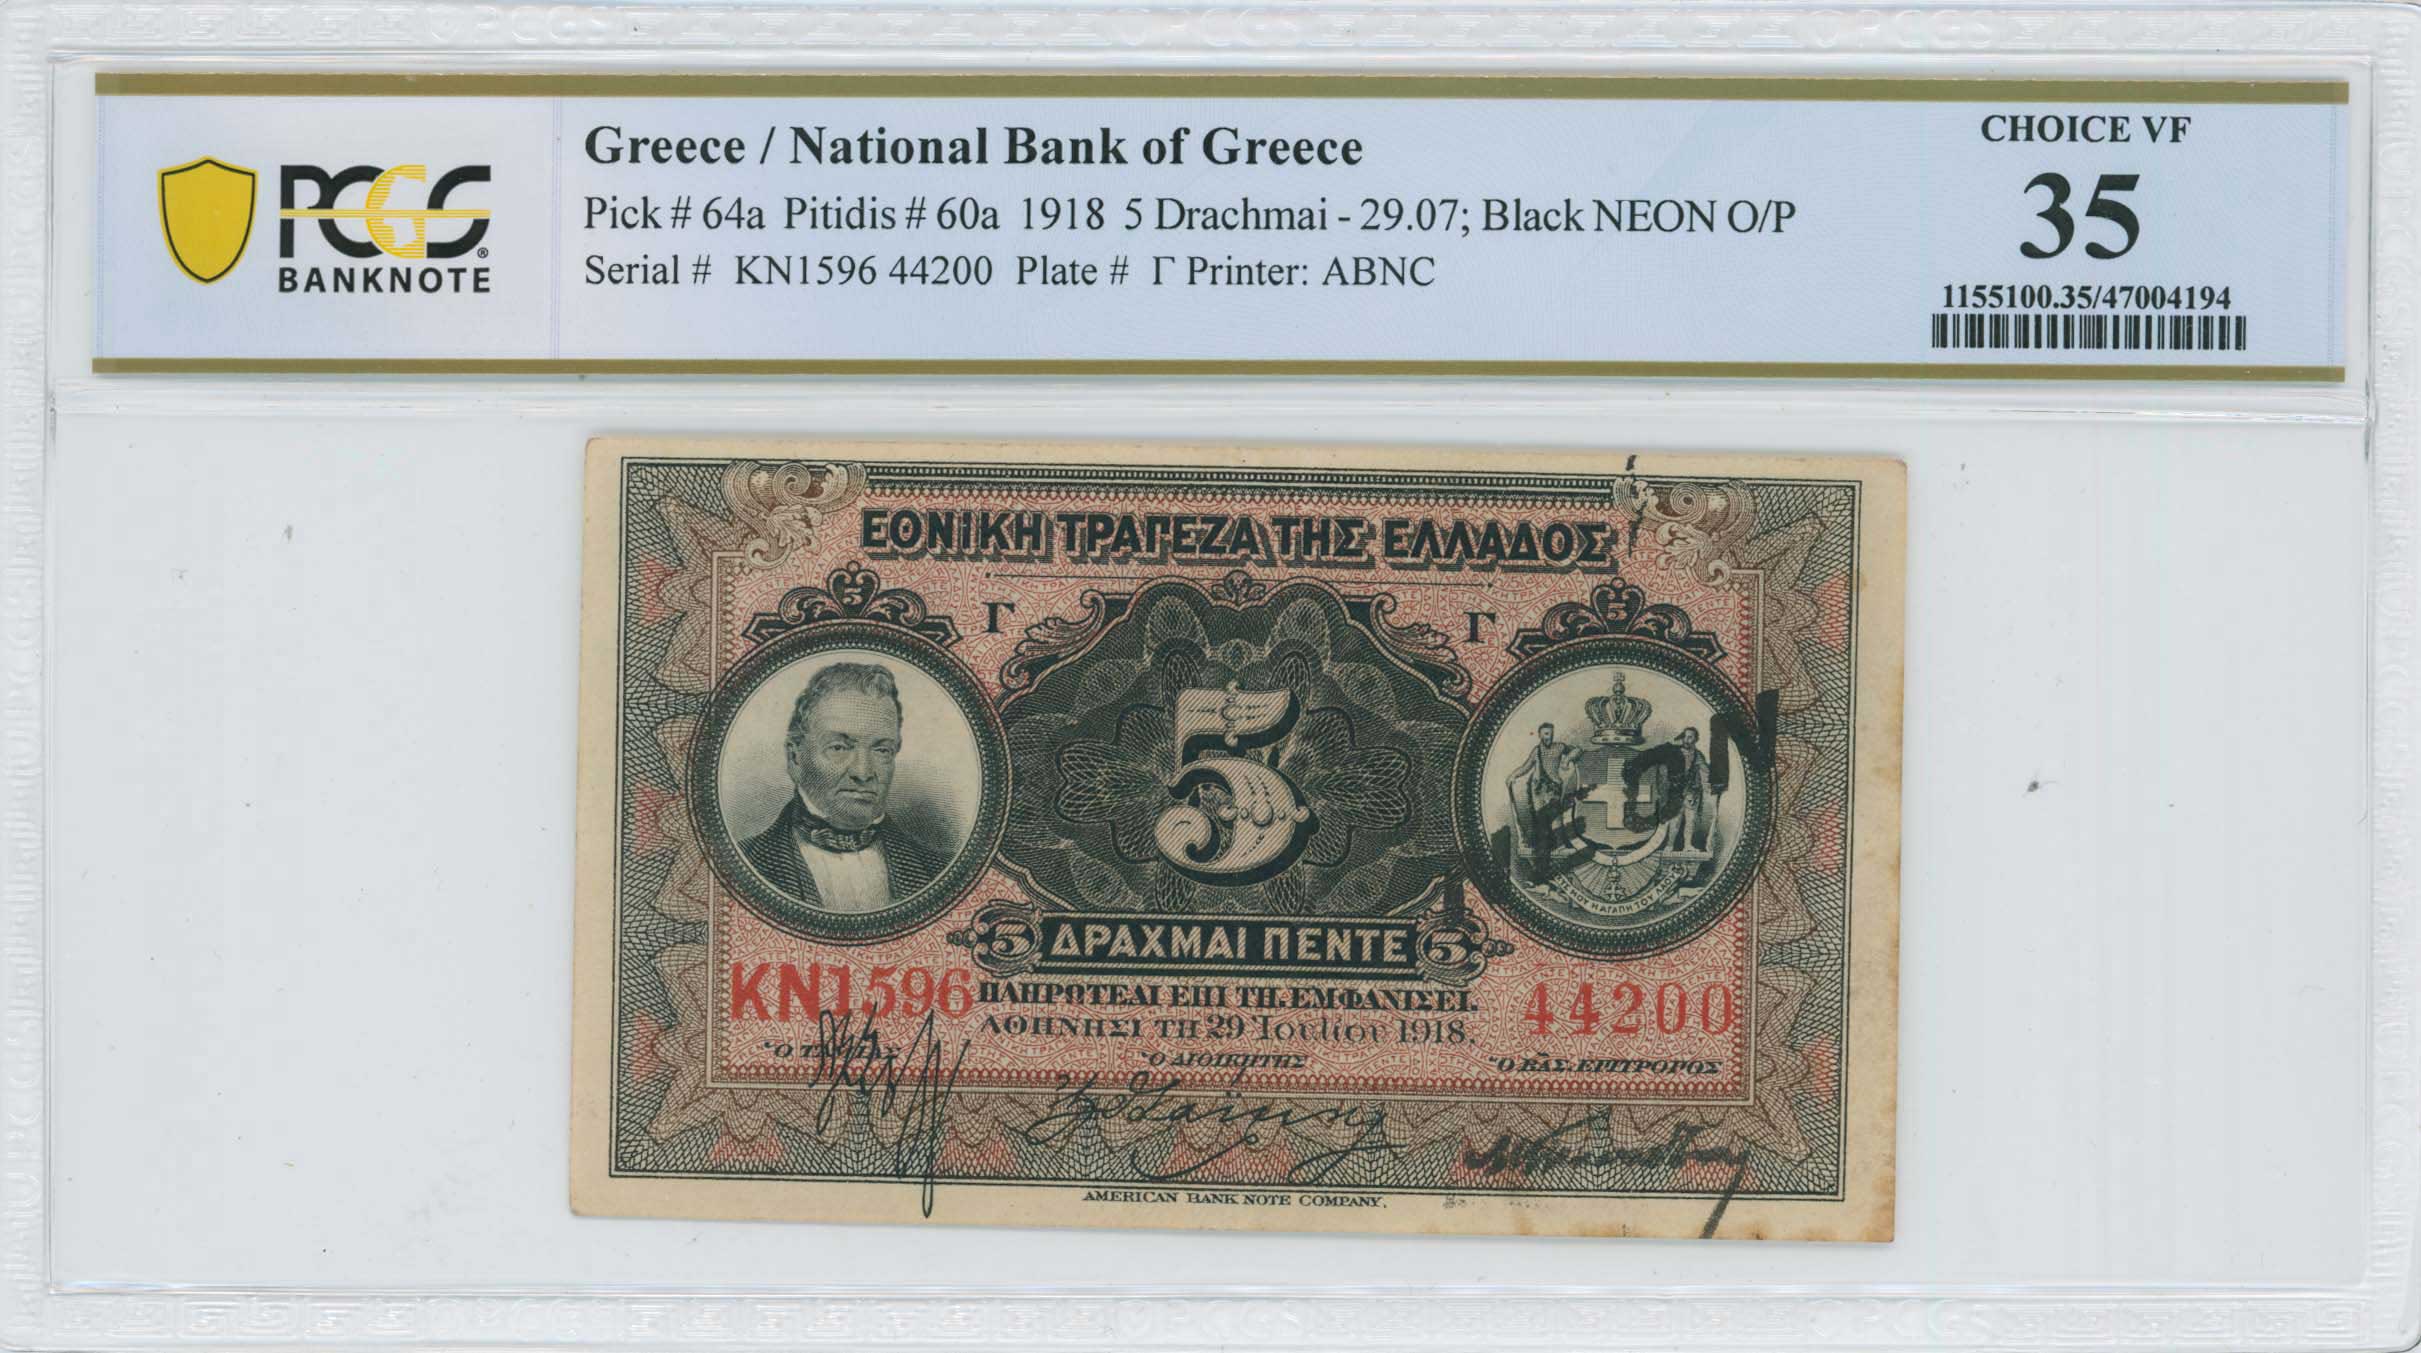 PCGS
BANKNOTE
Greece / National Bank of Greece
Pick # 64a Pitidis # 60a 1918 5 Drachmai - 29.07; Black NEON O/P
Serial # KN1596 44200 Plate # Γ Printer: ABNC
CHOICE VF
35
1155100.35/47004194
ΕΘΝΙΚΗ ΤΡΑΠΕΖΑ ΤΗΣ ΕΛΛΑΔΟΣ
5 Γ Γ 5
5
ΝΕΟΝ
5 ΔΡΑΧΜΑΙ ΠΕΝΤΕ 5
KN1596 ΠΛΗΡΩΤΕΑΙ ΕΠΙ ΤΗ. ΕΜΦΑΝΙΣΕΙ. 44200
ΑΘΗΝΗΣΙ ΤΗ 29 Ἰουλίου 1918.
Ὁ ΤΑΜΙΑΣ Ὁ ΔΙΟΙΚΗΤΗΣ Ὁ ΒΑΣ. ΕΠΙΤΡΟΠΟΣ
AMERICAN BANK NOTE COMPANY.